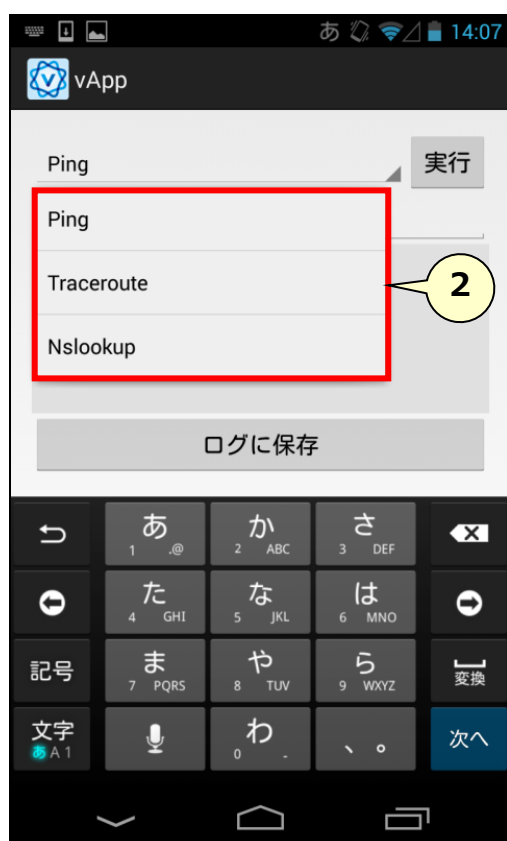 あ 14:07
vApp
Ping 実行
Ping
Traceroute
2
Nslookup
ログに保存
あ か さ
1 .@ 2 ABC 3 DEF
た な は
4 GHI 5 JKL 6 MNO
記号 ま や ら 変換
7 PQRS 8 TUV 9 WXYZ
文字 わ 、。 次へ
あA1 0 -